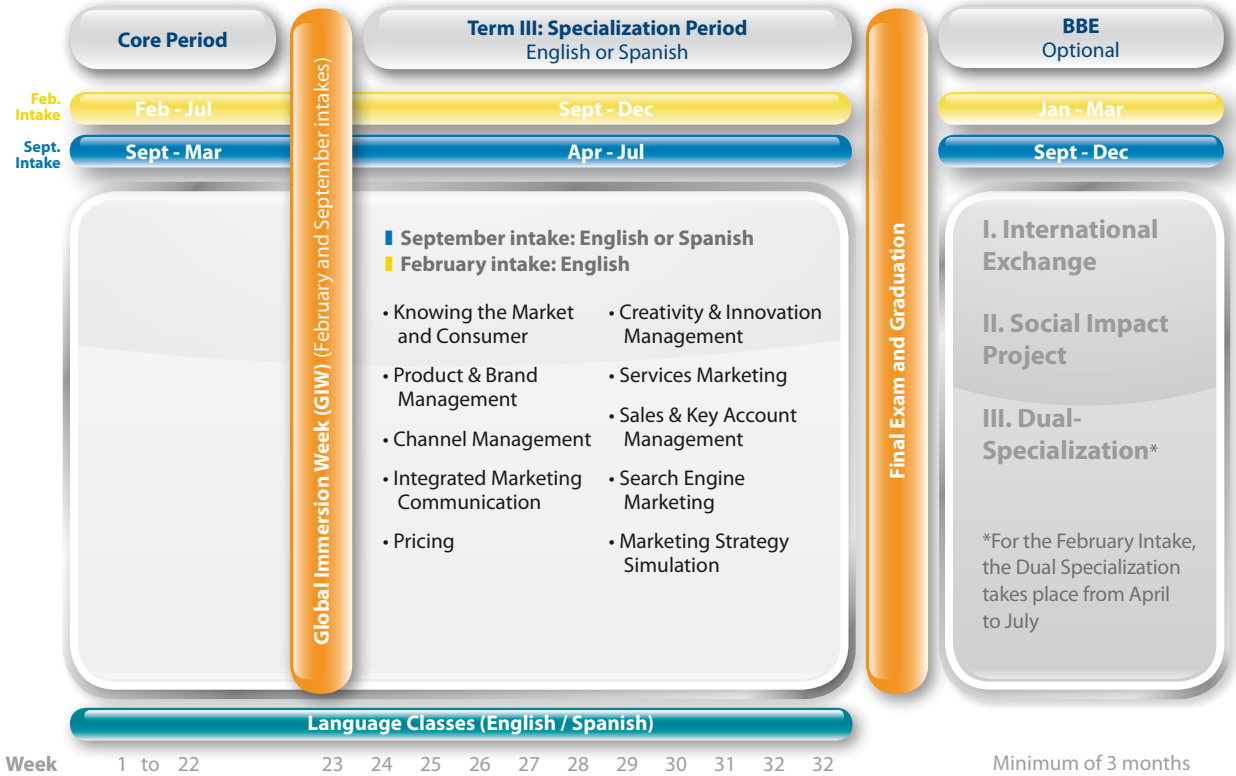 Core Period
Term III: Specialization Period
English or Spanish
BBE
Optional
Feb.
Intake
Feb - Jul
Sept - Dec
Jan - Mar
Sept.
Intake
Sept - Mar
Apr - Jul
Sept - Dec
Global Immersion Week (GIW) (February and September intakes)
September intake: English or Spanish
February intake: English
• Knowing the Market
and Consumer
• Product & Brand
Management
• Channel Management
• Integrated Marketing
Communication
• Pricing
• Creativity & Innovation
Management
• Services Marketing
• Sales & Key Account
Management
• Search Engine
Marketing
• Marketing Strategy
Simulation
Final Exam and Graduation
I. International
Exchange
II. Social Impact
Project
III. Dual-
Specialization*
*For the February Intake,
the Dual Specialization
takes place from April
to July
Language Classes (English / Spanish)
Week 1 to 22 23 24 25 26 27 28 29 30 31 32 32 Minimum of 3 months